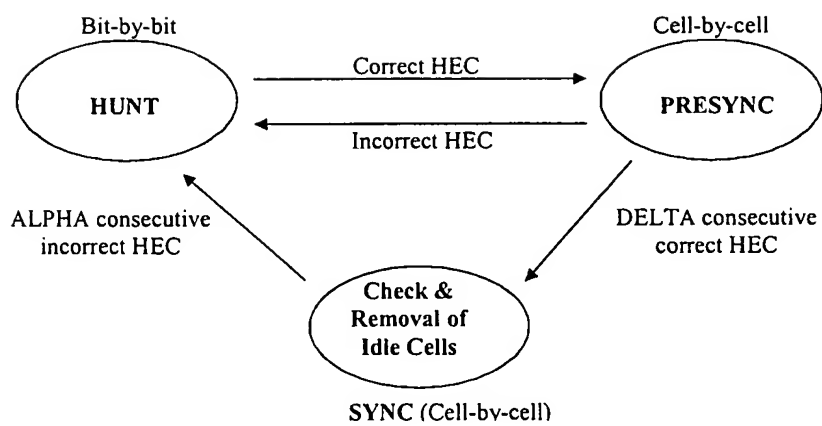 Bit-by-bit
Cell-by-cell
Correct HEC
HUNT
PRESYNC
Incorrect HEC
ALPHA consecutive
incorrect HEC
DELTA consecutive
correct HEC
Check &
Removal of
Idle Cells
SYNC (Cell-by-cell)